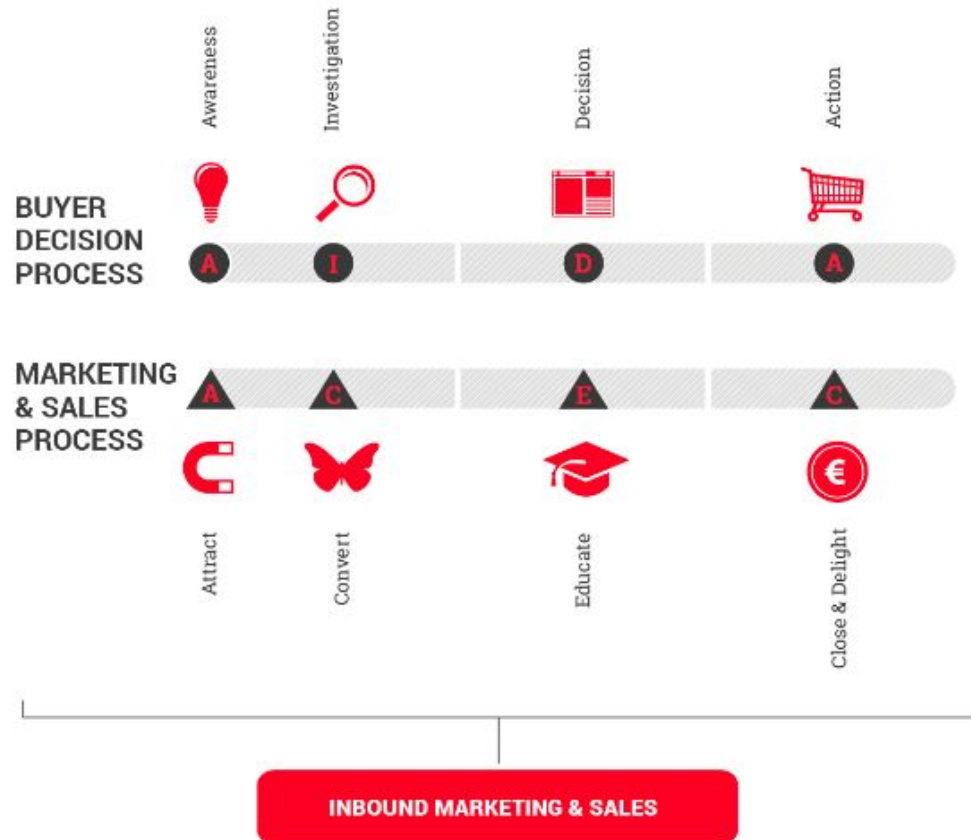 Awareness
Investigation
Decision
Action
BUYER
DECISION
PROCESS
A
I
D
A
MARKETING
& SALES
PROCESS
A
C
E
C
€
Attract
Convert
Educate
Close & Delight
INBOUND MARKETING & SALES